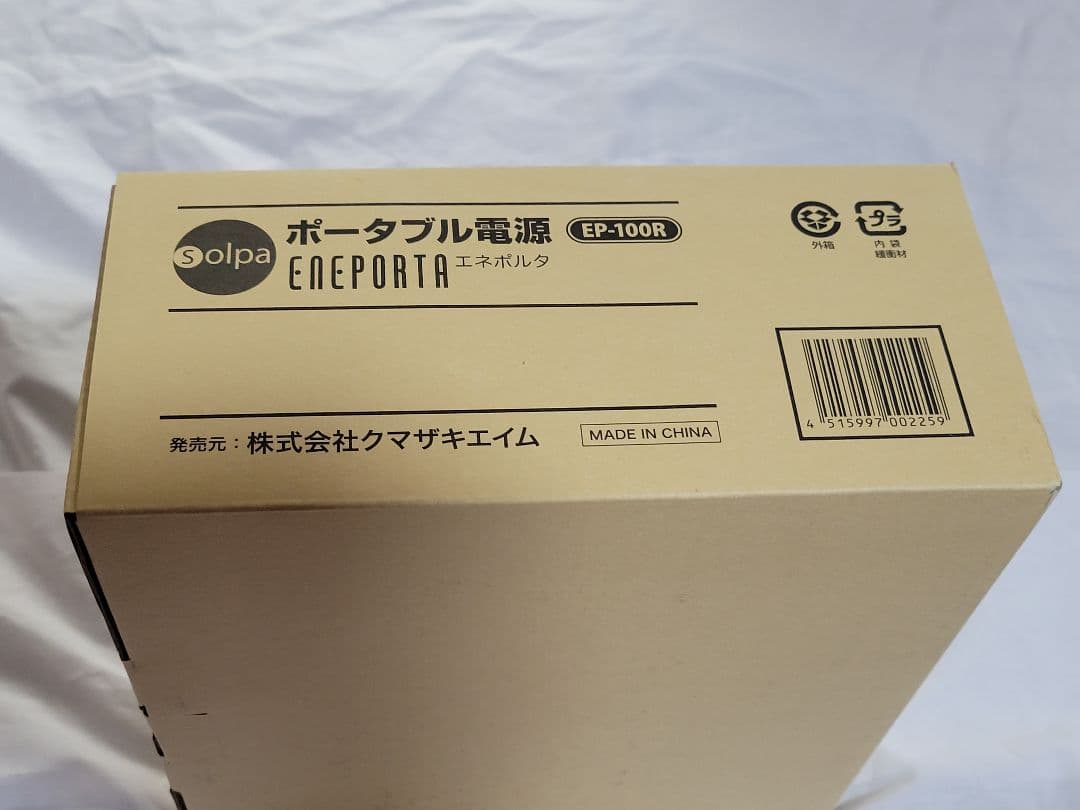 solpa
ポータブル電源 EP-100R
ENEPORTA エネポルタ
プラ
外箱
内袋
緩衝材
4 515997 002259
発売元：株式会社クマザキエイム
MADE IN CHINA